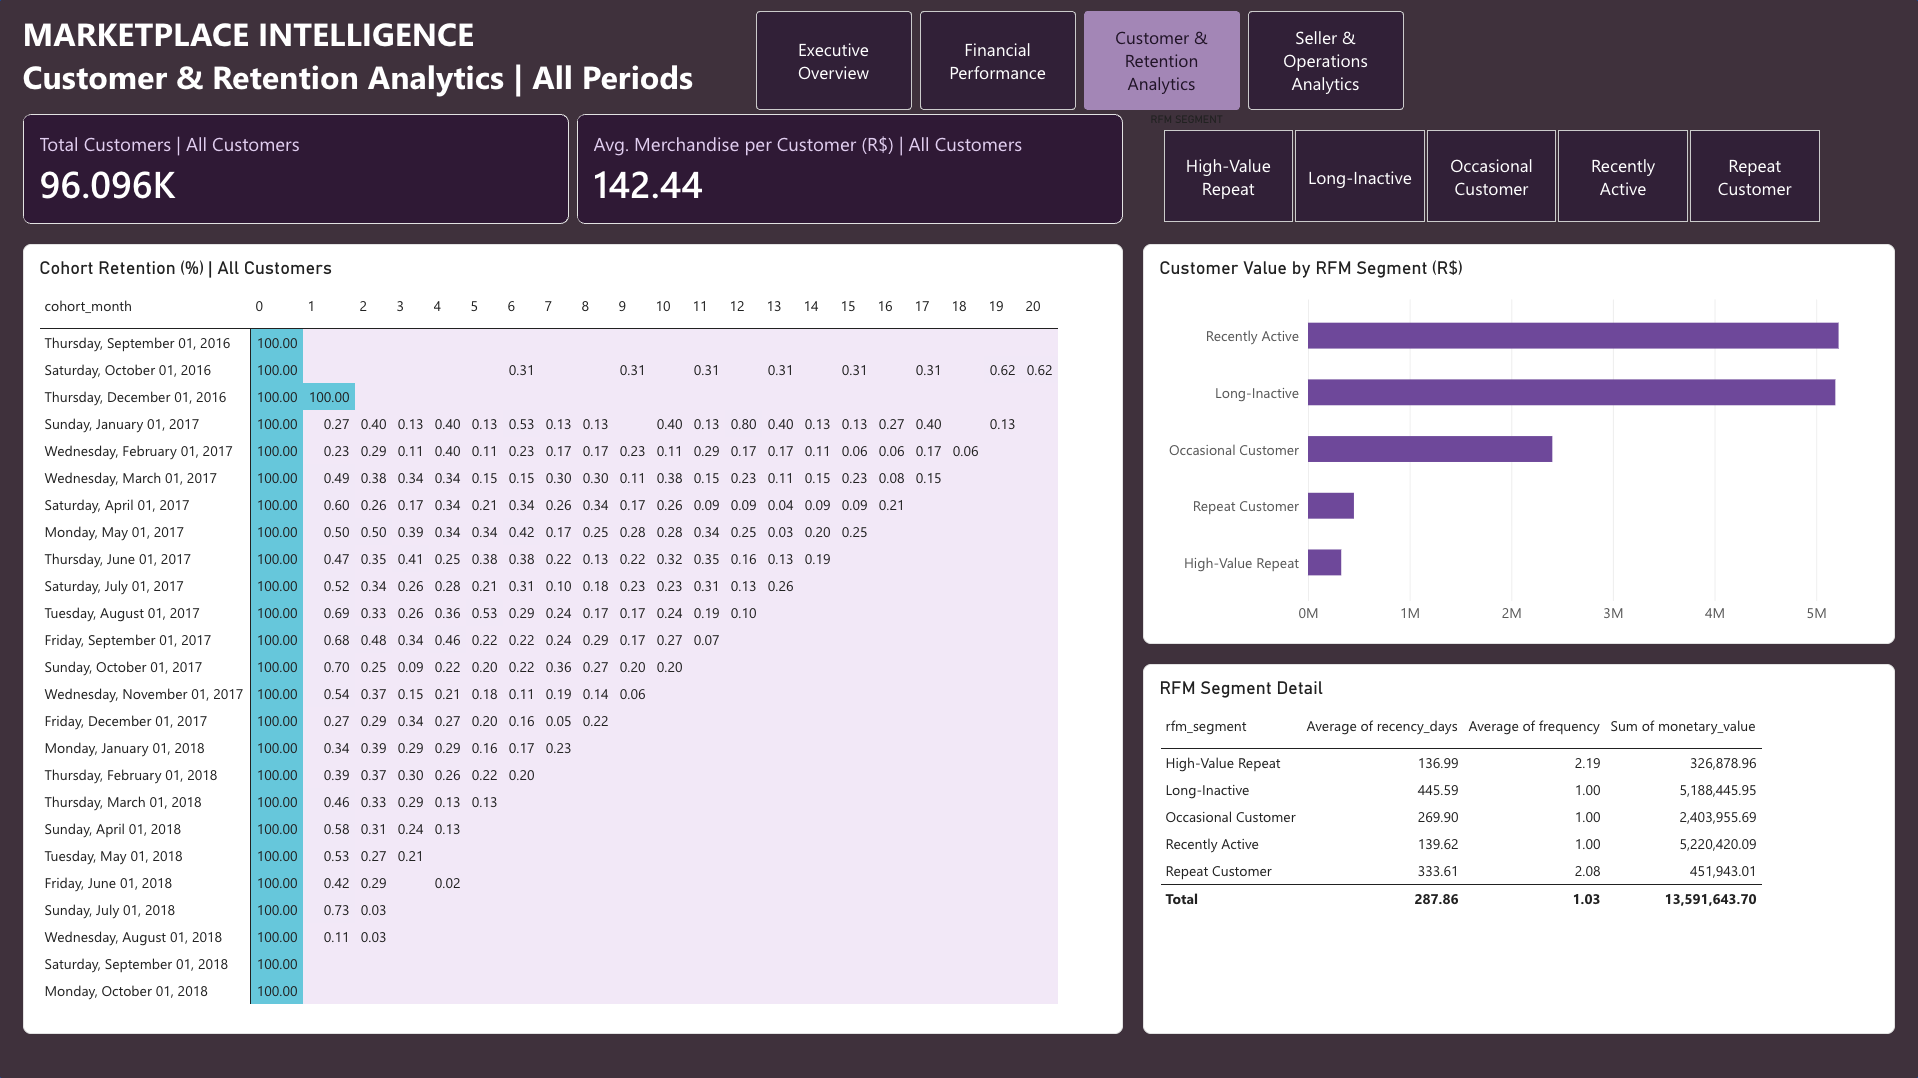 MARKETPLACE INTELLIGENCE
Customer & Retention Analytics | All Periods
Executive
Overview
Financial
Performance
Customer &
Retention
Analytics
Seller &
Operations
Analytics
Total Customers | All Customers
96.096K
Avg. Merchandise per Customer (R$) | All Customers
142.44
RFM SEGMENT
High-Value
Repeat
Long-Inactive
Occasional
Customer
Recently
Active
Repeat
Customer
Cohort Retention (%) | All Customers
cohort_month 0 1 2 3 4 5 6 7 8 9 10 11 12 13 14 15 16 17 18 19 20
Thursday, September 01, 2016 100.00
Saturday, October 01, 2016 100.00 0.31 0.31 0.31 0.31 0.31 0.31 0.62 0.62
Thursday, December 01, 2016 100.00 100.00
Sunday, January 01, 2017 100.00 0.27 0.40 0.13 0.40 0.13 0.53 0.13 0.13 0.40 0.13 0.80 0.40 0.13 0.13 0.27 0.40 0.13
Wednesday, February 01, 2017 100.00 0.23 0.29 0.11 0.40 0.11 0.23 0.17 0.17 0.23 0.11 0.29 0.17 0.17 0.11 0.06 0.06 0.17 0.06
Wednesday, March 01, 2017 100.00 0.49 0.38 0.34 0.34 0.15 0.15 0.30 0.30 0.11 0.38 0.15 0.23 0.11 0.15 0.23 0.08 0.15
Saturday, April 01, 2017 100.00 0.60 0.26 0.17 0.34 0.21 0.34 0.26 0.34 0.17 0.26 0.09 0.09 0.04 0.09 0.09 0.21
Monday, May 01, 2017 100.00 0.50 0.50 0.39 0.34 0.34 0.42 0.17 0.25 0.28 0.28 0.34 0.25 0.03 0.20 0.25
Thursday, June 01, 2017 100.00 0.47 0.35 0.41 0.25 0.38 0.38 0.22 0.13 0.22 0.32 0.35 0.16 0.13 0.19
Saturday, July 01, 2017 100.00 0.52 0.34 0.26 0.28 0.21 0.31 0.10 0.18 0.23 0.23 0.31 0.13 0.26
Tuesday, August 01, 2017 100.00 0.69 0.33 0.26 0.36 0.53 0.29 0.24 0.17 0.17 0.24 0.19 0.10
Friday, September 01, 2017 100.00 0.68 0.48 0.34 0.46 0.22 0.22 0.24 0.29 0.17 0.27 0.07
Sunday, October 01, 2017 100.00 0.70 0.25 0.09 0.22 0.20 0.22 0.36 0.27 0.20 0.20
Wednesday, November 01, 2017 100.00 0.54 0.37 0.15 0.21 0.18 0.11 0.19 0.14 0.06
Friday, December 01, 2017 100.00 0.27 0.29 0.34 0.27 0.20 0.16 0.05 0.22
Monday, January 01, 2018 100.00 0.34 0.39 0.29 0.29 0.16 0.17 0.23
Thursday, February 01, 2018 100.00 0.39 0.37 0.30 0.26 0.22 0.20
Thursday, March 01, 2018 100.00 0.46 0.33 0.29 0.13 0.13
Sunday, April 01, 2018 100.00 0.58 0.31 0.24 0.13
Tuesday, May 01, 2018 100.00 0.53 0.27 0.21
Friday, June 01, 2018 100.00 0.42 0.29 0.02
Sunday, July 01, 2018 100.00 0.73 0.03
Wednesday, August 01, 2018 100.00 0.11 0.03
Saturday, September 01, 2018 100.00
Monday, October 01, 2018 100.00
Customer Value by RFM Segment (R$)
Recently Active
Long-Inactive
Occasional Customer
Repeat Customer
High-Value Repeat
0M 1M 2M 3M 4M 5M
RFM Segment Detail
rfm_segment Average of recency_days Average of frequency Sum of monetary_value
High-Value Repeat 136.99 2.19 326,878.96
Long-Inactive 445.59 1.00 5,188,445.95
Occasional Customer 269.90 1.00 2,403,955.69
Recently Active 139.62 1.00 5,220,420.09
Repeat Customer 333.61 2.08 451,943.01
Total 287.86 1.03 13,591,643.70